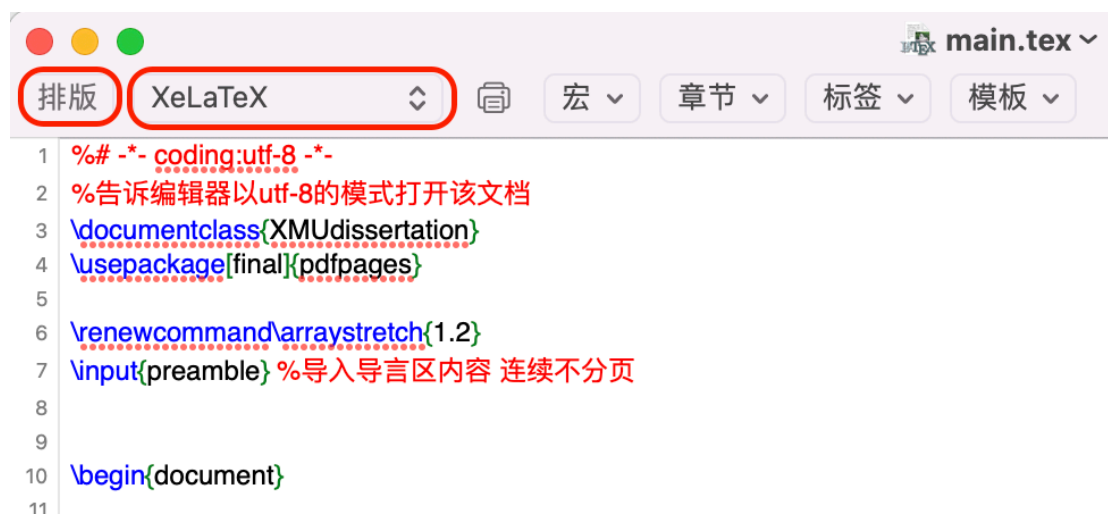 main.tex
排版 XeLaTeX 宏 章节 标签 模板
1 %# -*- coding:utf-8 -*-
2 %告诉编辑器以utf-8的模式打开该文档
3 \documentclass{XMUdissertation}
4 \usepackage[final]{pdfpages}
5
6 \renewcommand\arraystretch{1.2}
7 \input{preamble} %导入导言区内容 连续不分页
8
9
10 \begin{document}
11